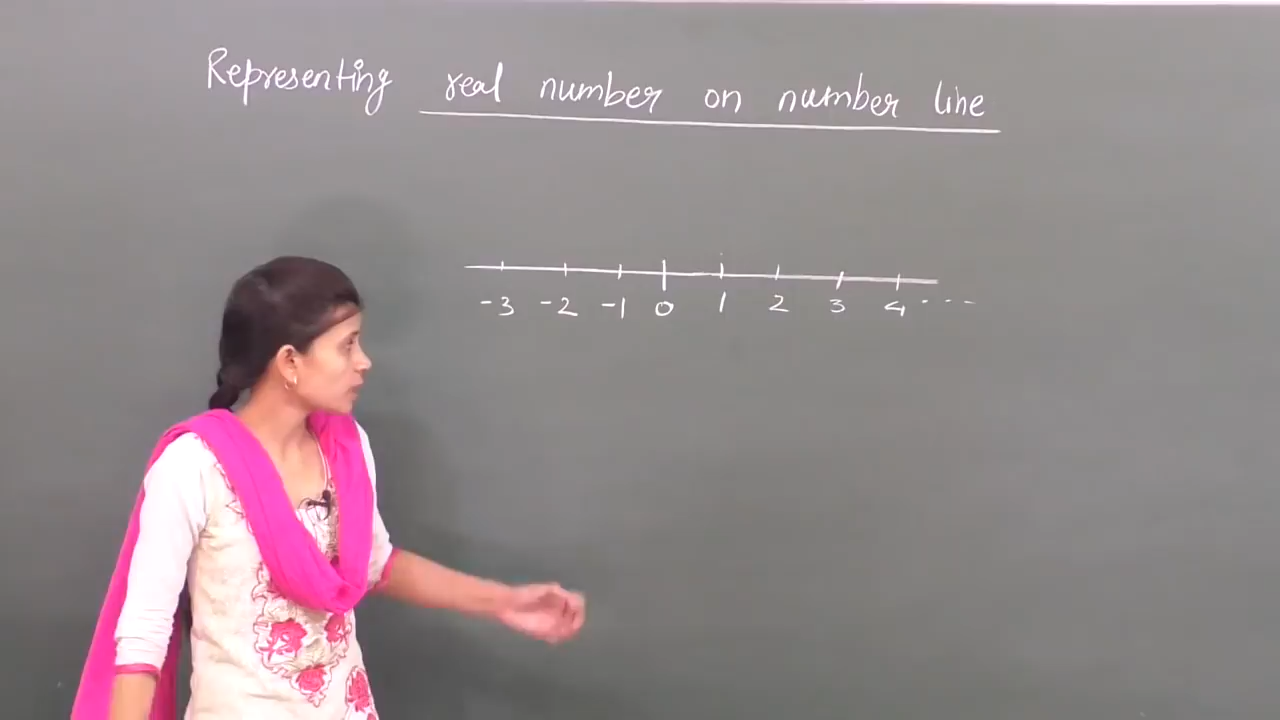 Representing real number on number line
-3 -2 -1 0 1 2 3 4 - - - -